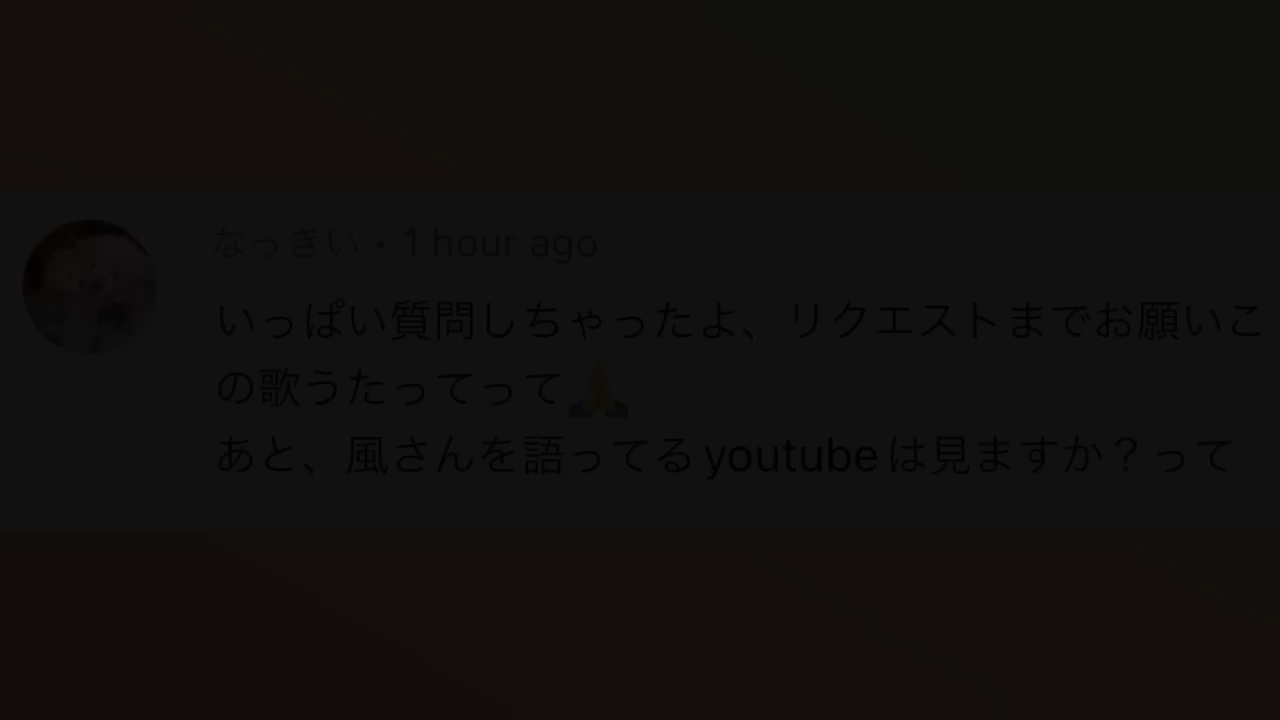 なっきい・1 hour ago
いっぱい質問しちゃったよ、リクエストまでお願いこ
の歌うたってって🙏
あと、風さんを語ってるyoutubeは見ますか？って